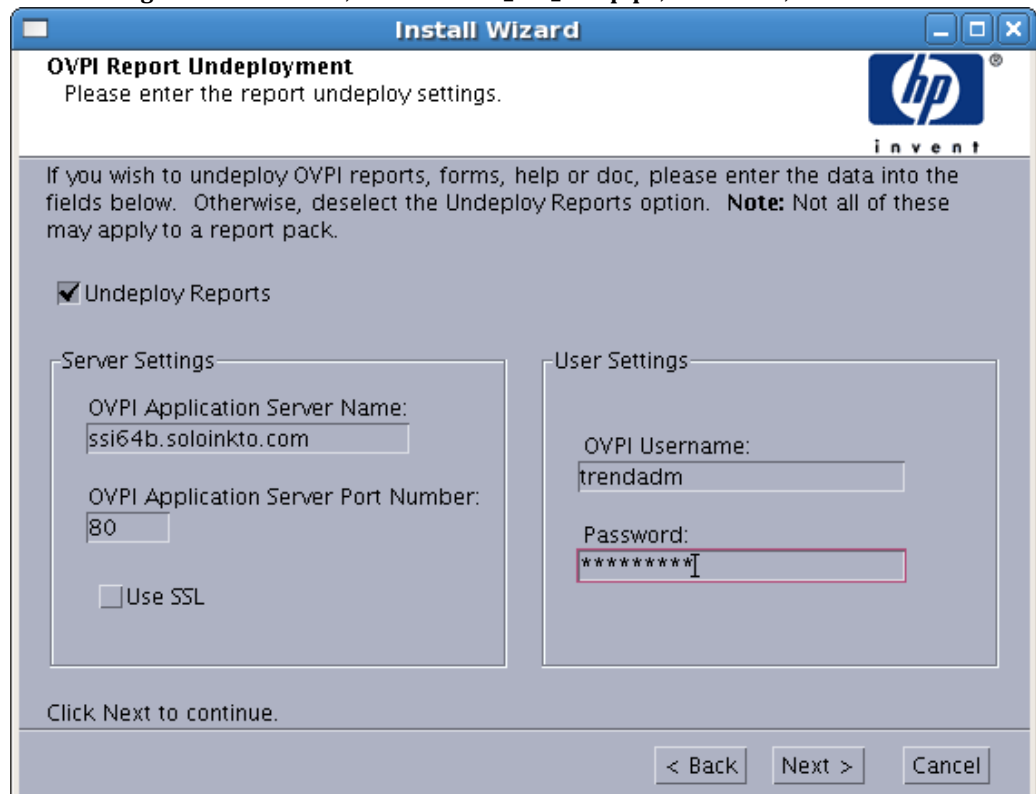 Install Wizard
OVPI Report Undeployment
Please enter the report undeploy settings.
hp
®
invent
If you wish to undeploy OVPI reports, forms, help or doc, please enter the data into the
fields below. Otherwise, deselect the Undeploy Reports option. Note: Not all of these
may apply to a report pack.
Undeploy Reports
Server Settings
OVPI Application Server Name:
ssi64b.soloinkto.com
OVPI Application Server Port Number:
80
Use SSL
User Settings
OVPI Username:
trendadm
Password:
*********
Click Next to continue.
< Back
Next >
Cancel